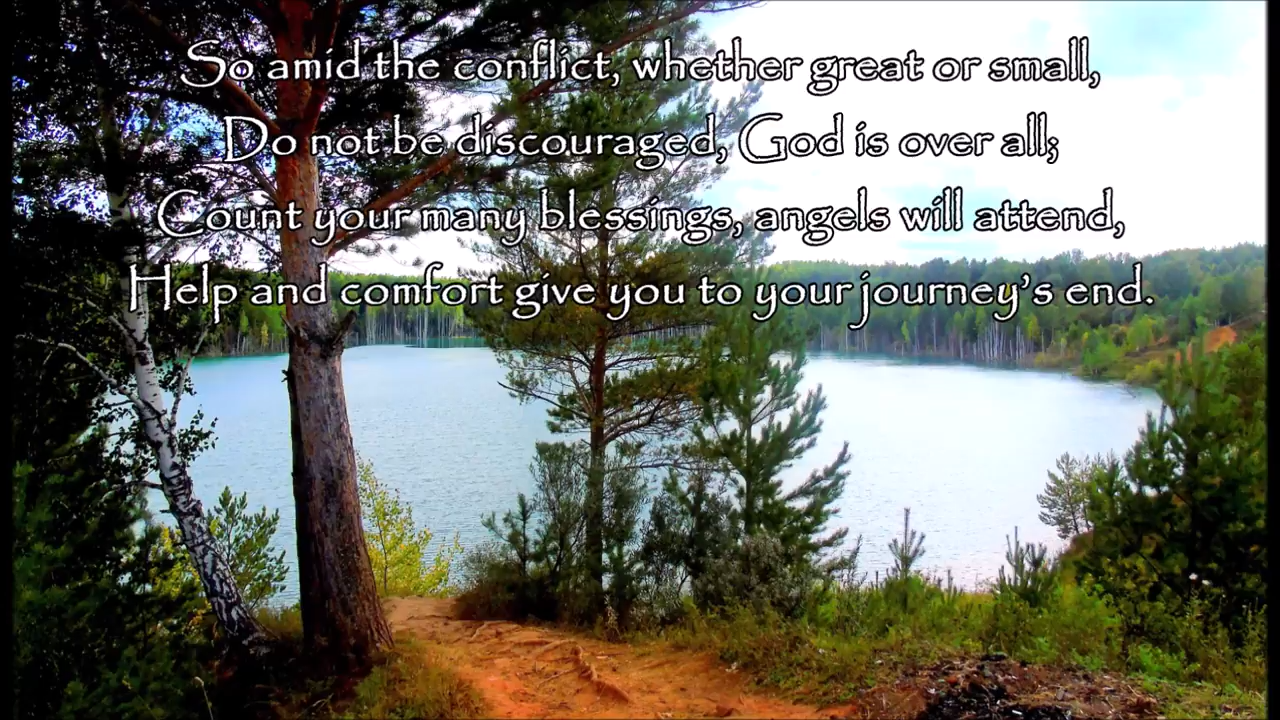 So amid the conflict, whether great or small,
Do not be discouraged, God is over all;
Count your many blessings, angels will attend,
Help and comfort give you to your journey’s end.